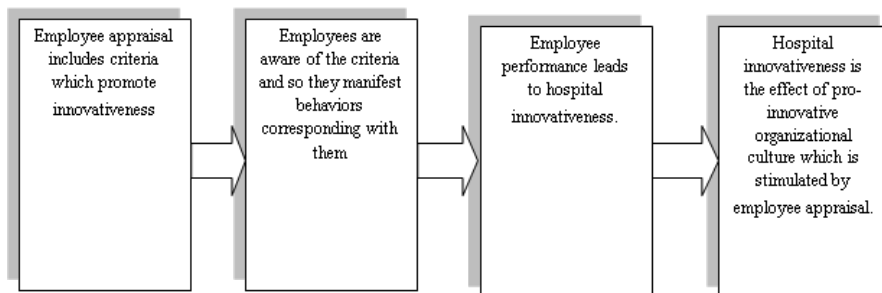 Employee appraisal
includes criteria
which promote
innovativeness
Employees are
aware of the criteria
and so they manifest
behaviors
corresponding with
them
Employee
performance leads
to hospital
innovativeness.
Hospital
innovativeness is
the effect of pro-
innovative
organizational
culture which is
stimulated by
employee appraisal.